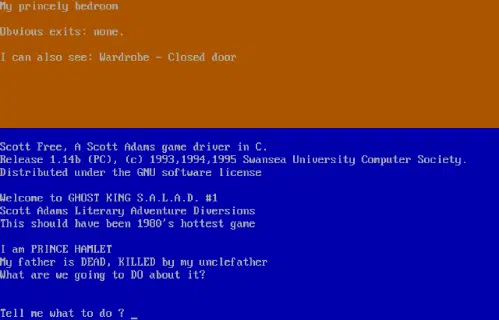 My princely bedroom
Obvious exits: none.
I can also see: Wardrobe - Closed door
Scott Free, A Scott Adams game driver in C.
Release 1.14b (PC), (c) 1993,1994,1995 Swansea University Computer Society.
Distributed under the GNU software license
Welcome to GHOST KING S.A.L.A.D. #1
Scott Adams Literary Adventure Diversions
This should have been 1980's hottest game
I am PRINCE HAMLET
My father is DEAD, KILLED by my unclefather
What are we going to DO about it?
Tell me what to do ? _